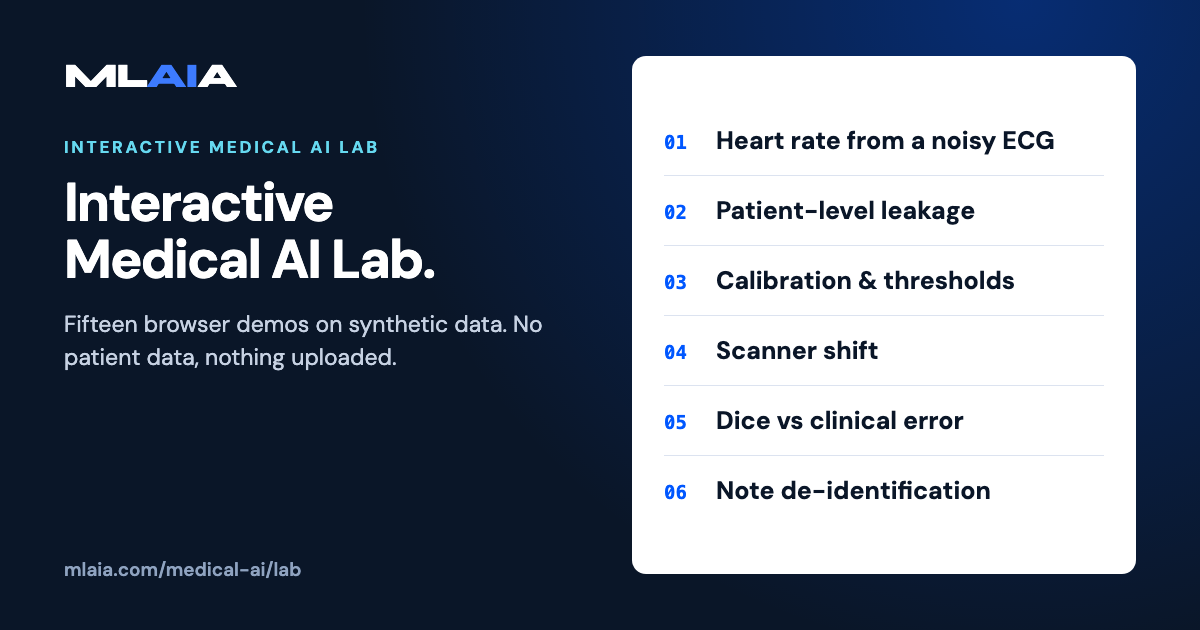 MLAIA
INTERACTIVE MEDICAL AI LAB
Interactive
Medical AI Lab.
Fifteen browser demos on synthetic data. No
patient data, nothing uploaded.
mlaia.com/medical-ai/lab
01 Heart rate from a noisy ECG
02 Patient-level leakage
03 Calibration & thresholds
04 Scanner shift
05 Dice vs clinical error
06 Note de-identification